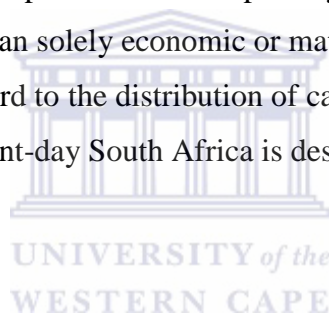 an solely economic or ma
rd to the distribution of ca
nt-day South Africa is des
UNIVERSITY of the
WESTERN CAPE